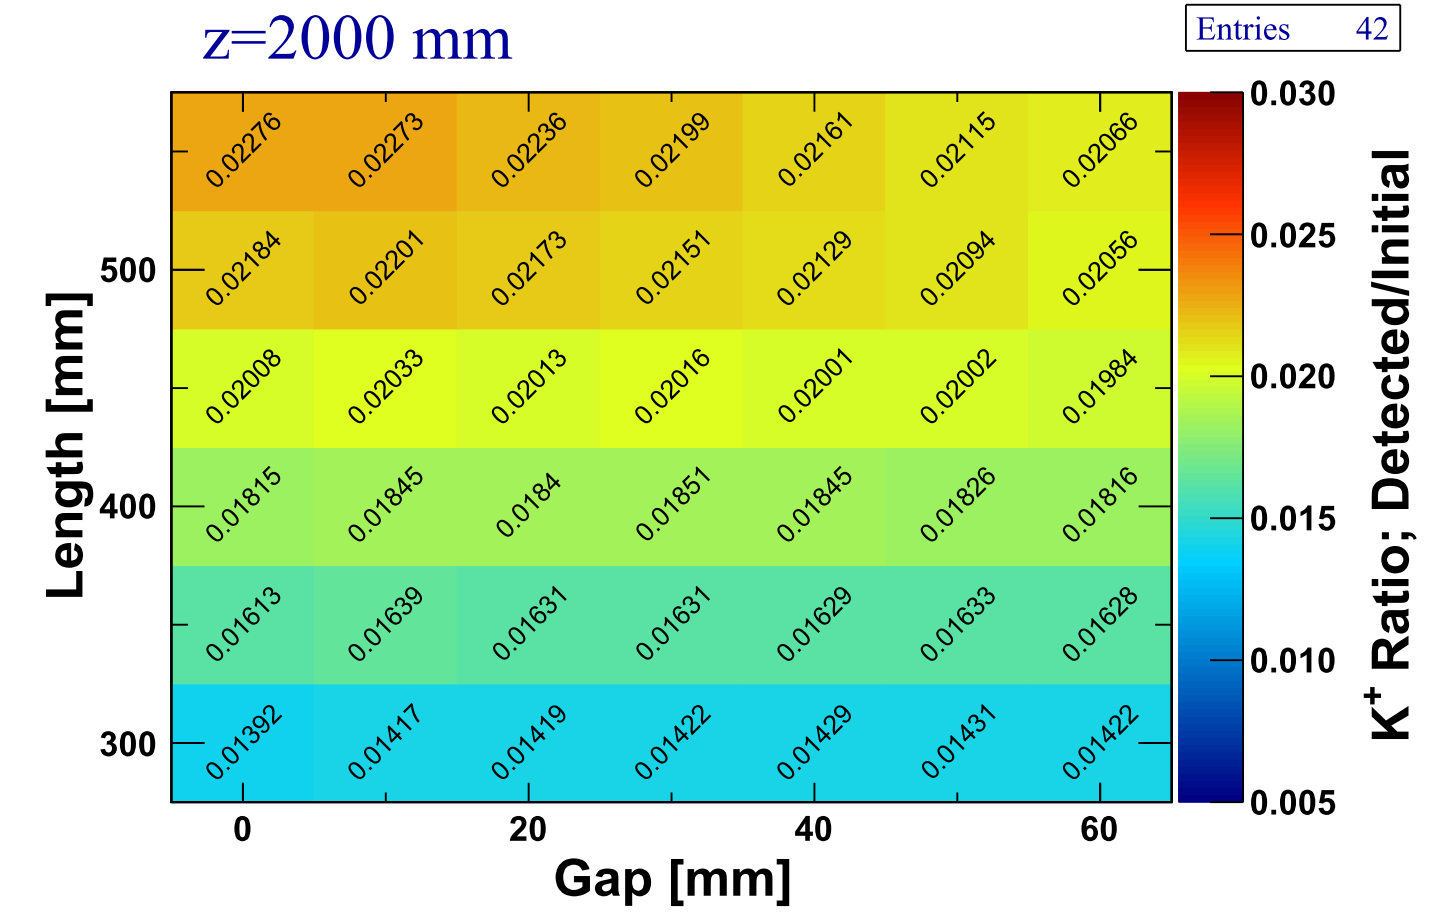 z=2000 mm
Entries 42
0.02276 0.02273 0.02236 0.02199 0.02161 0.02115 0.02066
0.02184 0.02201 0.02173 0.02151 0.02129 0.02094 0.02056
0.02008 0.02033 0.02013 0.02016 0.02001 0.02002 0.01984
0.01815 0.01845 0.0184 0.01851 0.01845 0.01826 0.01816
0.01613 0.01639 0.01631 0.01631 0.01629 0.01633 0.01628
0.01392 0.01417 0.01419 0.01422 0.01429 0.01431 0.01422
500
400
300
Length [mm]
0 20 40 60
Gap [mm]
0.030
0.025
0.020
0.015
0.010
0.005
K⁺ Ratio; Detected/Initial